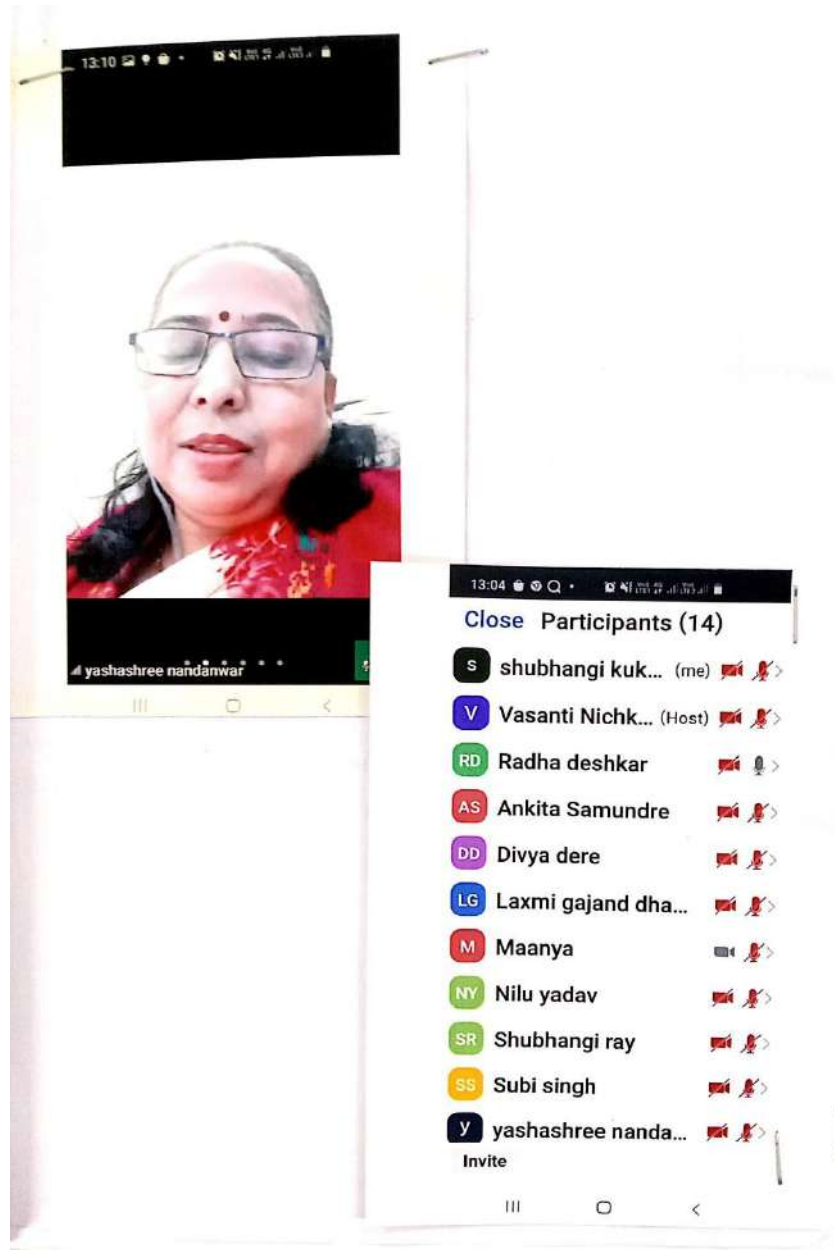 13:10
yashashree nandanwar
13:04
Close Participants (14)
S shubhangi kuk... (me)
V Vasanti Nichk... (Host)
RD Radha deshkar
AS Ankita Samundre
DD Divya dere
LG Laxmi gajand dha...
M Maanya
NY Nilu yadav
SR Shubhangi ray
SS Subi singh
y yashashree nanda...
Invite